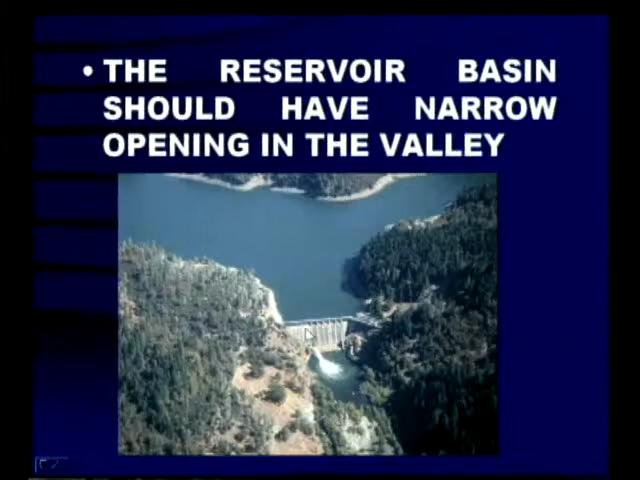 • THE RESERVOIR BASIN
SHOULD HAVE NARROW
OPENING IN THE VALLEY